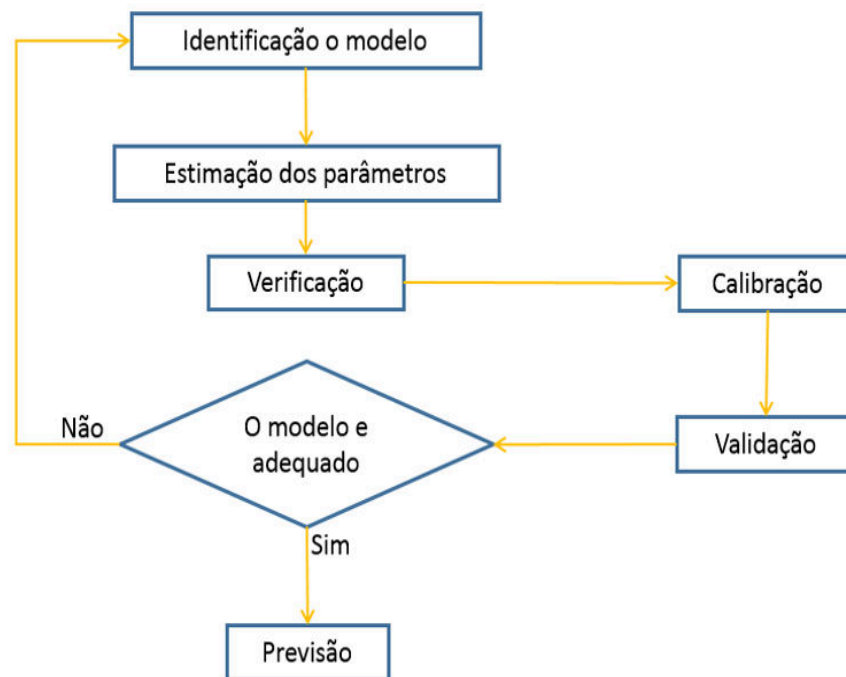 Identificação o modelo
Estimação dos parâmetros
Verificação
Calibração
Não
O modelo e
adequado
Validação
Sim
Previsão